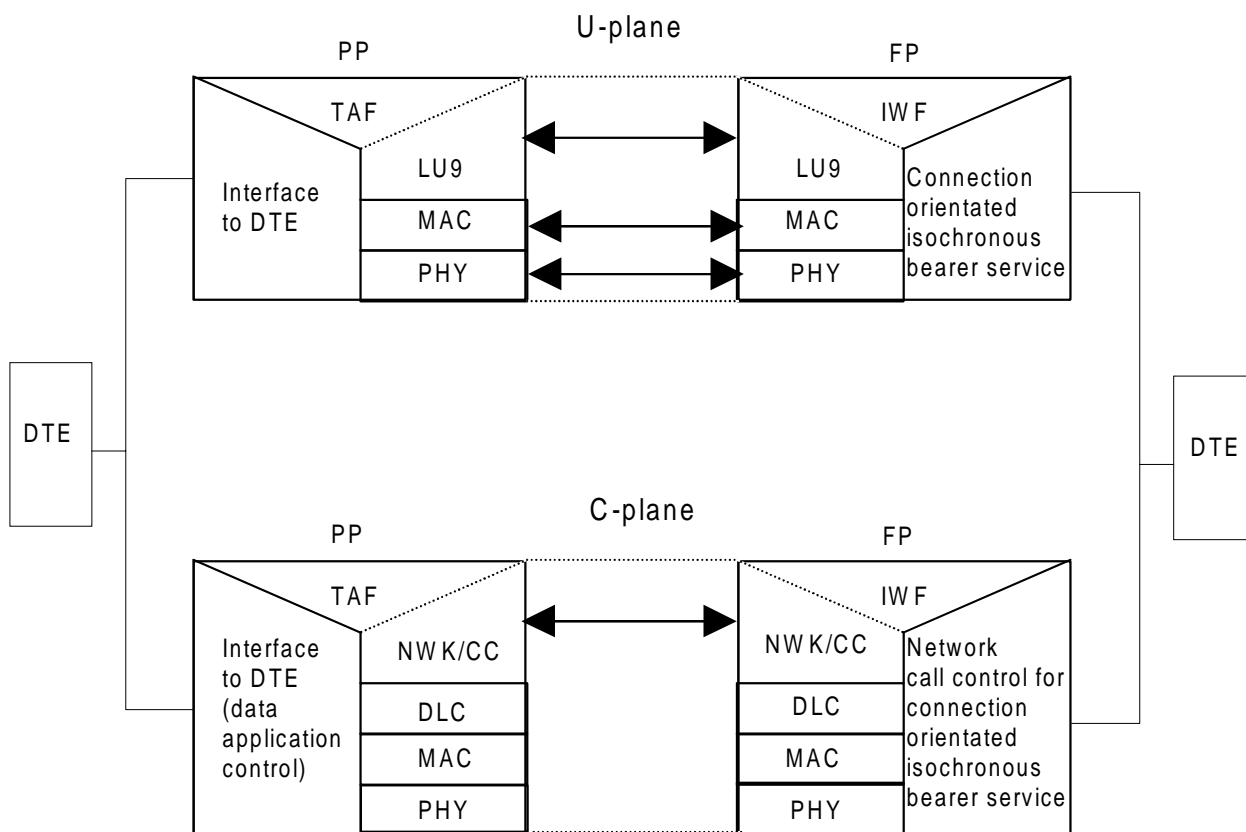 U-plane
PP
FP
TAF
IWF
LU9
LU9
Interface
to DTE
Connection
orientated
isochronous
bearer service
MAC
MAC
PHY
PHY
DTE
DTE
C-plane
PP
FP
TAF
IWF
NWK/CC
NWK/CC
Interface
to DTE
(data
application
control)
Network
call control for
connection
orientated
isochronous
bearer service
DLC
DLC
MAC
MAC
PHY
PHY